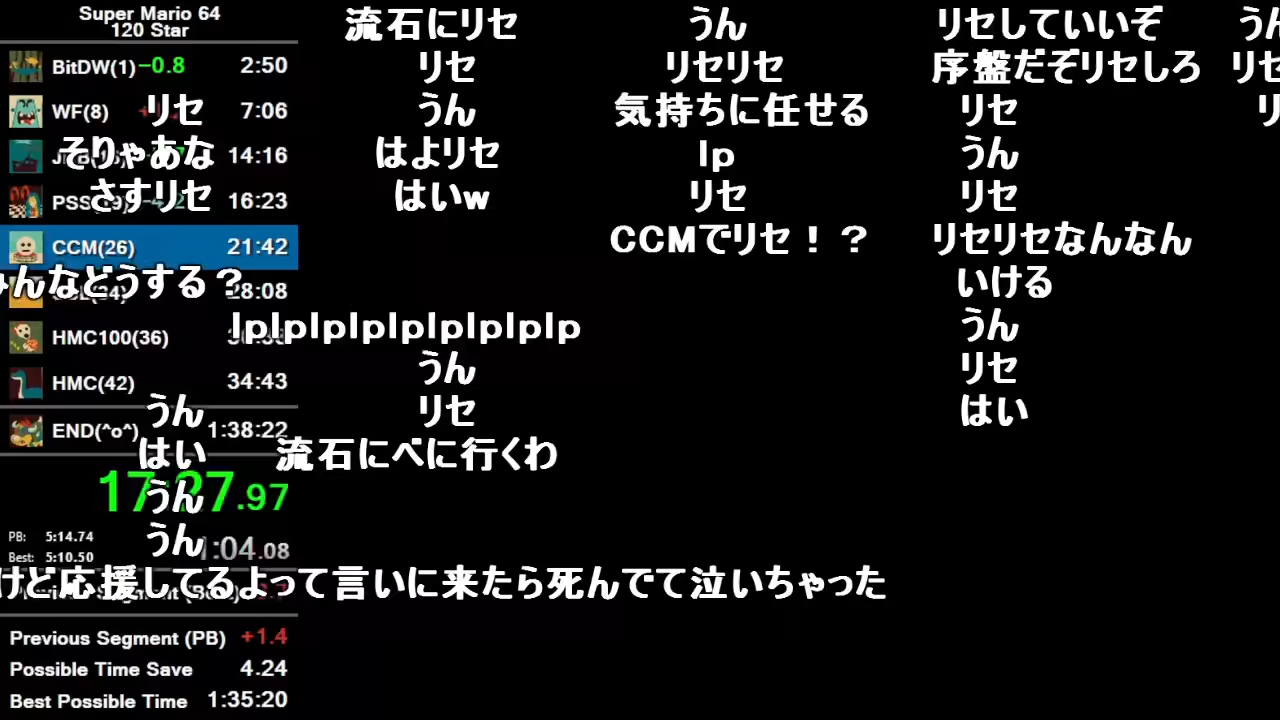 Super Mario 64
120 Star
BitDW(1) −0.8 2:50
WF(8) 7:06
14:16
16:23
CCM(26) 21:42
28:08
HMC100(36)
HMC(42) 34:43
END(^o^) 1:38:22
.97
PB: 5:14.74
Best: 5:10.50
1:04.08
Previous Segment (PB) +1.4
Possible Time Save 4.24
Best Possible Time 1:35:20
流石にリセ
うん
リセしていいぞ
リセ
リセリセ
序盤だぞリセしろ
リセ
うん
気持ちに任せる
リセ
そりゃあな
はよリセ
lp
うん
さすリセ
はいw
リセ
リセ
CCMでリセ！？
リセリセなんなん
んなどうする？
いける
lplplplplplplplplplp
うん
うん
リセ
うん
リセ
はい
はい
流石にべに行くわ
うん
うん
けど応援してるよって言いに来たら死んでて泣いちゃった